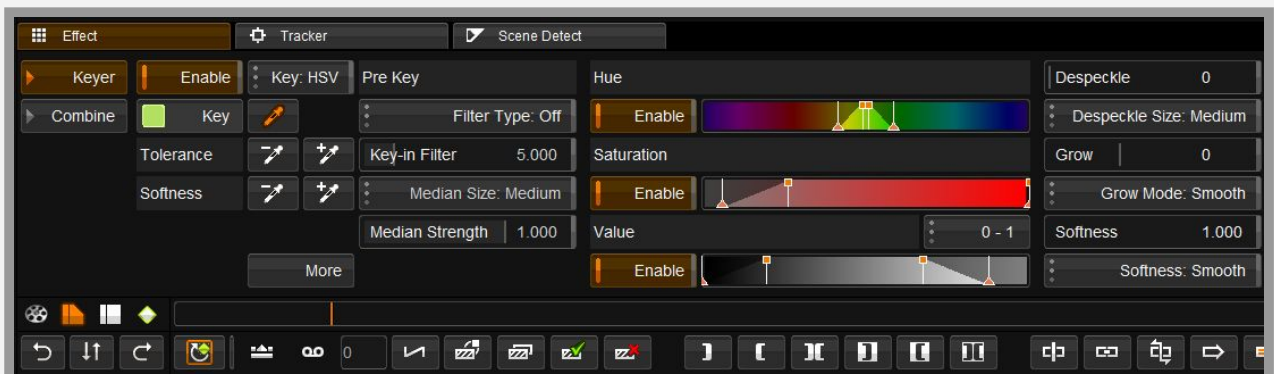 Effect Tracker Scene Detect
Keyer Enable Key: HSV Pre Key Hue Despeckle 0
Combine Key Filter Type: Off Enable Despeckle Size: Medium
Tolerance Key-in Filter 5.000 Saturation Grow 0
Softness Median Size: Medium Enable Grow Mode: Smooth
Median Strength 1.000 Value 0 - 1 Softness 1.000
More Enable Softness: Smooth
0